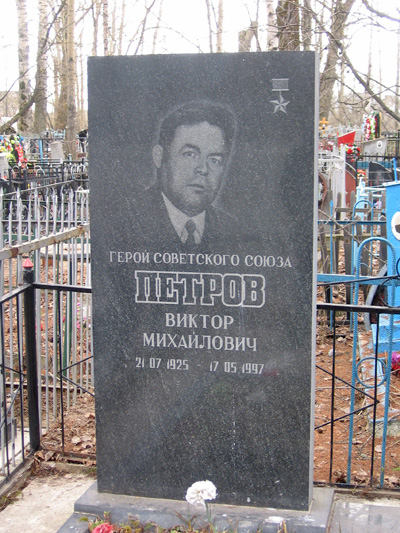 ГЕРОЙ СОВЕТСКОГО СОЮЗА
ПЕТРОВ
ВИКТОР
МИХАЙЛОВИЧ
21 07 1925 - 17 05 1997